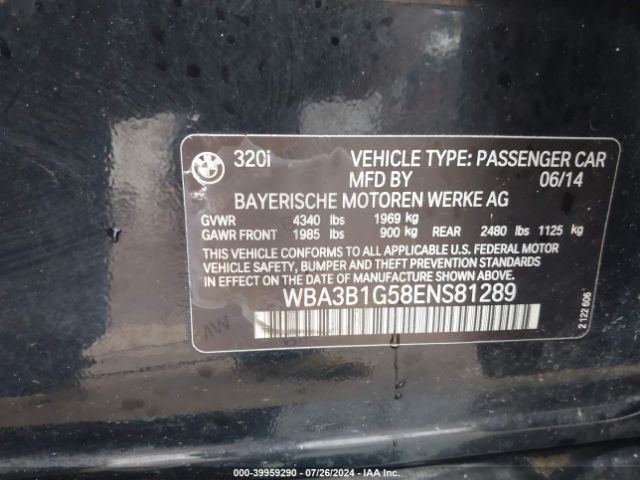 BMW
320i VEHICLE TYPE: PASSENGER CAR
MFD BY 06/14
BAYERISCHE MOTOREN WERKE AG
GVWR 4340 lbs 1969 kg
GAWR FRONT 1985 lbs 900 kg REAR 2480 lbs 1125 kg
THIS VEHICLE CONFORMS TO ALL APPLICABLE U.S. FEDERAL MOTOR
VEHICLE SAFETY, BUMPER AND THEFT PREVENTION STANDARDS
IN EFFECT ON THE DATE OF MANUFACTURE SHOWN ABOVE.
WBA3B1G58ENS81289
2 122 606
000-39959290 - 07/26/2024 - IAA Inc.